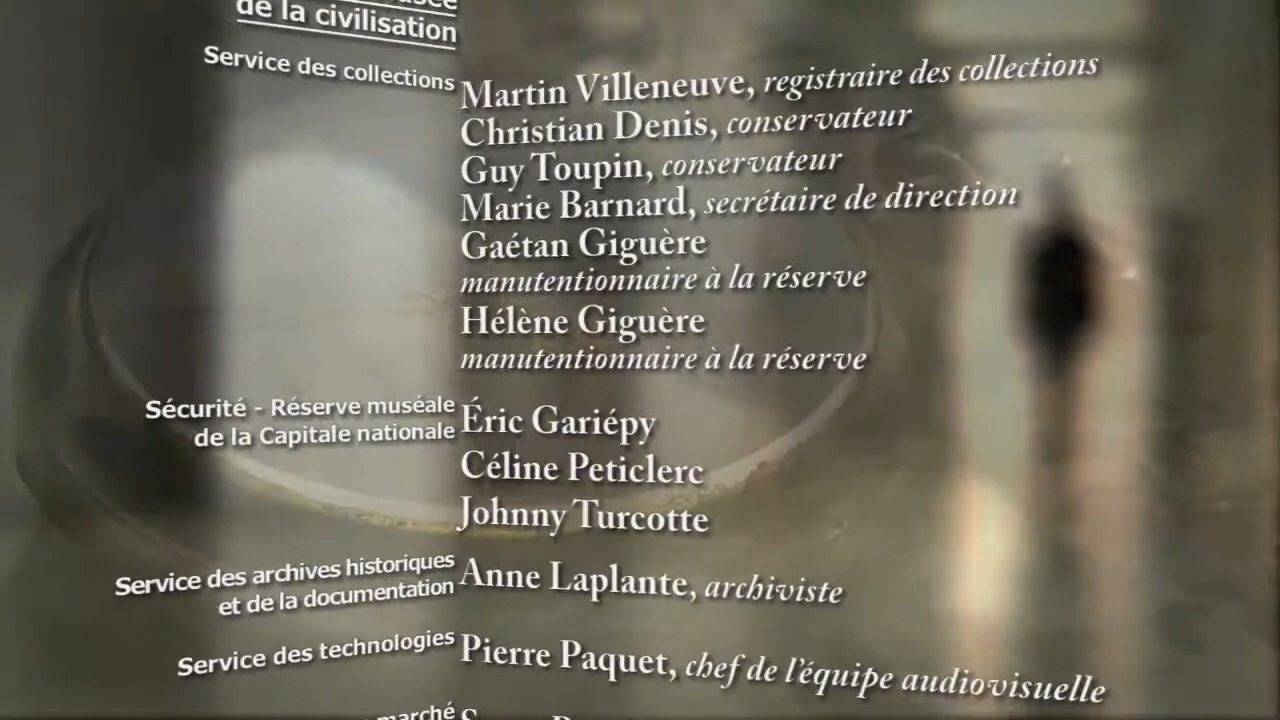 de la civilisation
Service des collections
Martin Villeneuve, registraire des collections
Christian Denis, conservateur
Guy Toupin, conservateur
Marie Barnard, secrétaire de direction
Gaétan Giguère
manutentionnaire à la réserve
Hélène Giguère
manutentionnaire à la réserve
Sécurité - Réserve muséale
de la Capitale nationale
Éric Gariépy
Céline Peticlerc
Johnny Turcotte
Service des archives historiques
et de la documentation
Anne Laplante, archiviste
Service des technologies
Pierre Paquet, chef de l'équipe audiovisuelle
marché